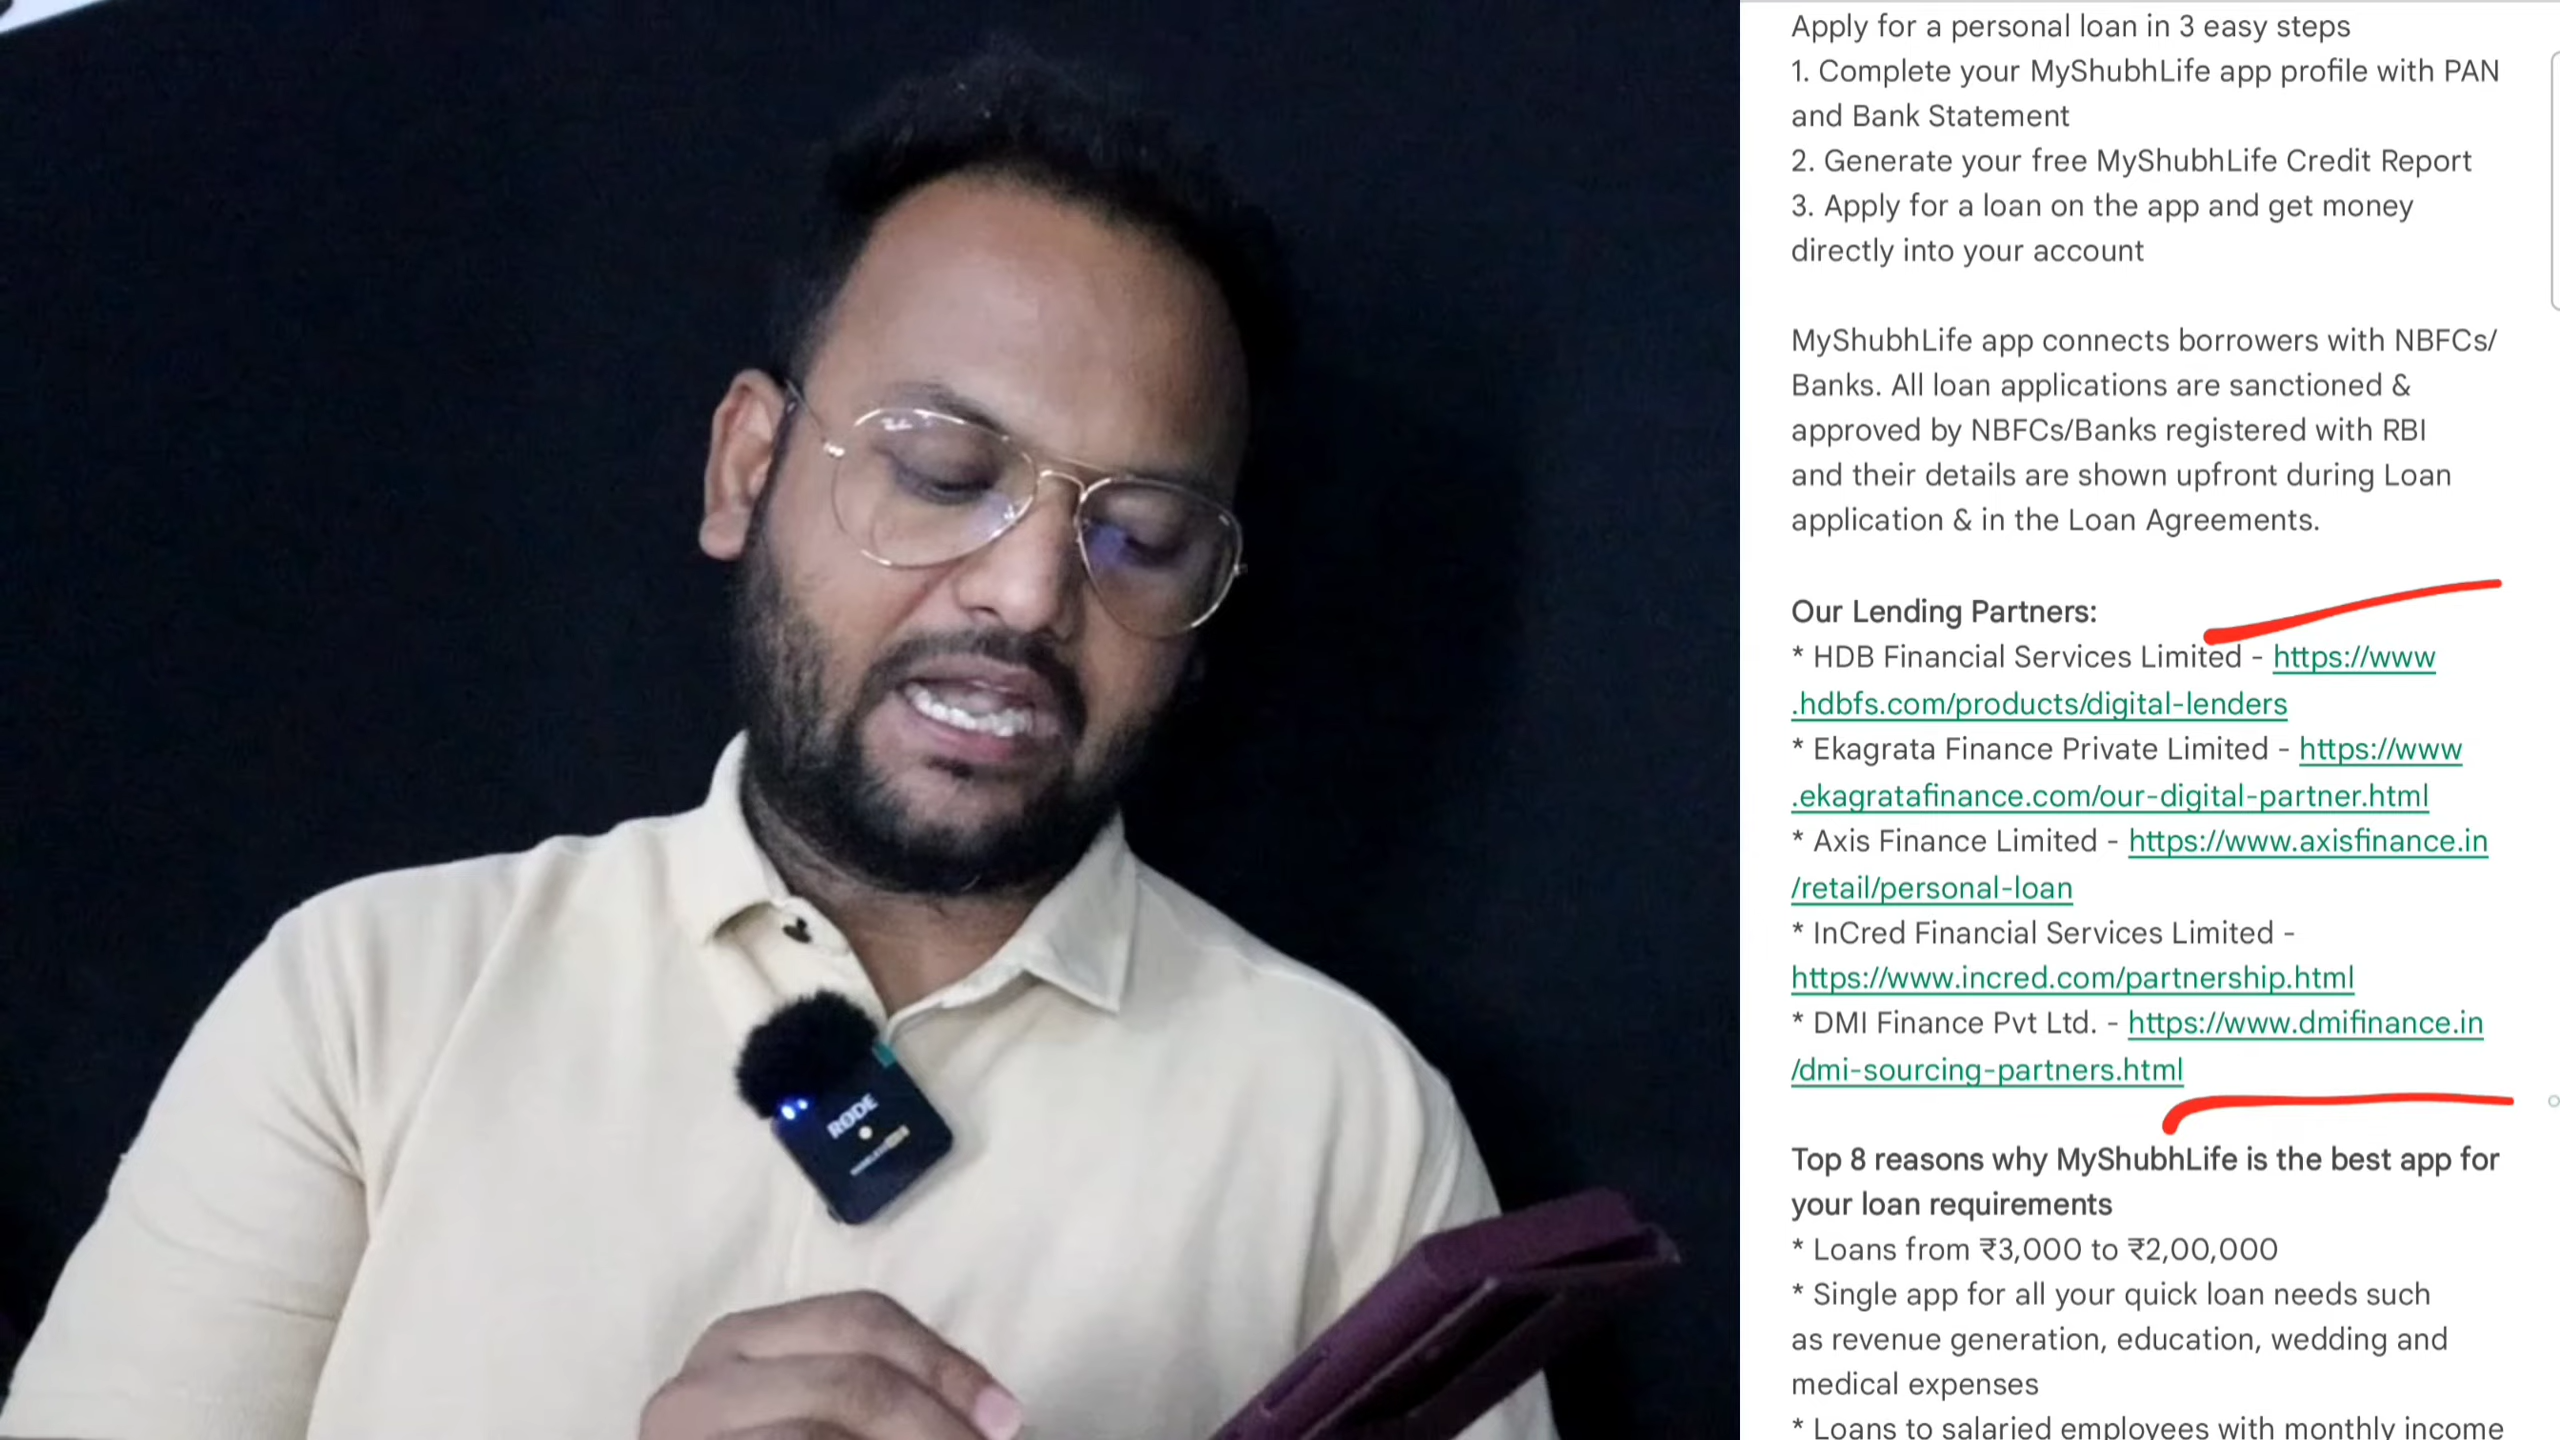 Apply for a personal loan in 3 easy steps
1. Complete your MyShubhLife app profile with PAN
and Bank Statement
2. Generate your free MyShubhLife Credit Report
3. Apply for a loan on the app and get money
directly into your account
MyShubhLife app connects borrowers with NBFCs/
Banks. All loan applications are sanctioned &
approved by NBFCs/Banks registered with RBI
and their details are shown upfront during Loan
application & in the Loan Agreements.
Our Lending Partners:
* HDB Financial Services Limited - https://www
.hdbfs.com/products/digital-lenders
* Ekagrata Finance Private Limited - https://www
.ekagratafinance.com/our-digital-partner.html
* Axis Finance Limited - https://www.axisfinance.in
/retail/personal-loan
* InCred Financial Services Limited -
https://www.incred.com/partnership.html
* DMI Finance Pvt Ltd. - https://www.dmifinance.in
/dmi-sourcing-partners.html
Top 8 reasons why MyShubhLife is the best app for
your loan requirements
* Loans from ₹3,000 to ₹2,00,000
* Single app for all your quick loan needs such
as revenue generation, education, wedding and
medical expenses
* Loans to salaried employees with monthly income
RØDE